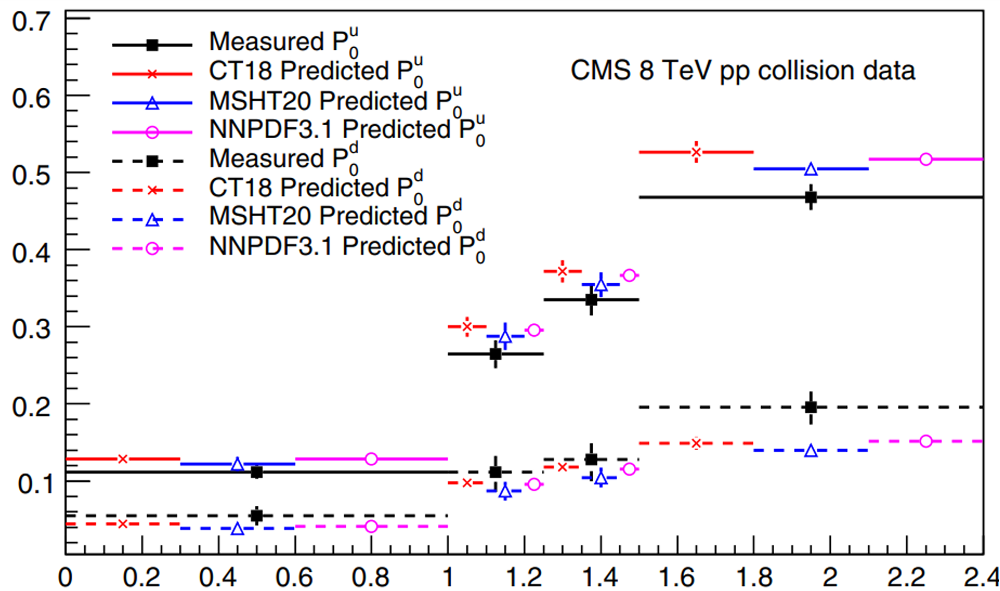 0.7
0.6
0.5
0.4
0.3
0.2
0.1
Measured P₀ᵘ
CT18 Predicted P₀ᵘ
MSHT20 Predicted P₀ᵘ
NNPDF3.1 Predicted P₀ᵘ
Measured P₀ᵈ
CT18 Predicted P₀ᵈ
MSHT20 Predicted P₀ᵈ
NNPDF3.1 Predicted P₀ᵈ
CMS 8 TeV pp collision data
0 0.2 0.4 0.6 0.8 1 1.2 1.4 1.6 1.8 2 2.2 2.4